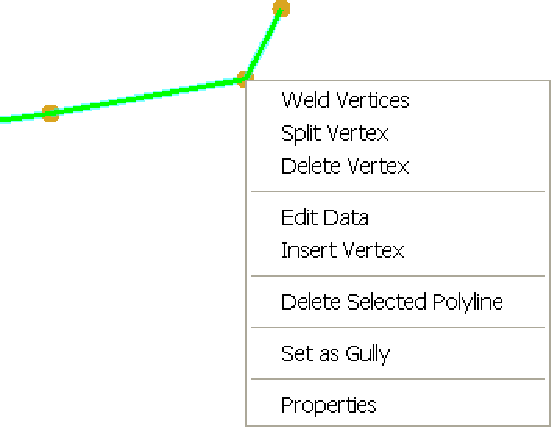 Weld Vertices
Split Vertex
Delete Vertex
Edit Data
Insert Vertex
Delete Selected Polyline
Set as Gully
Properties